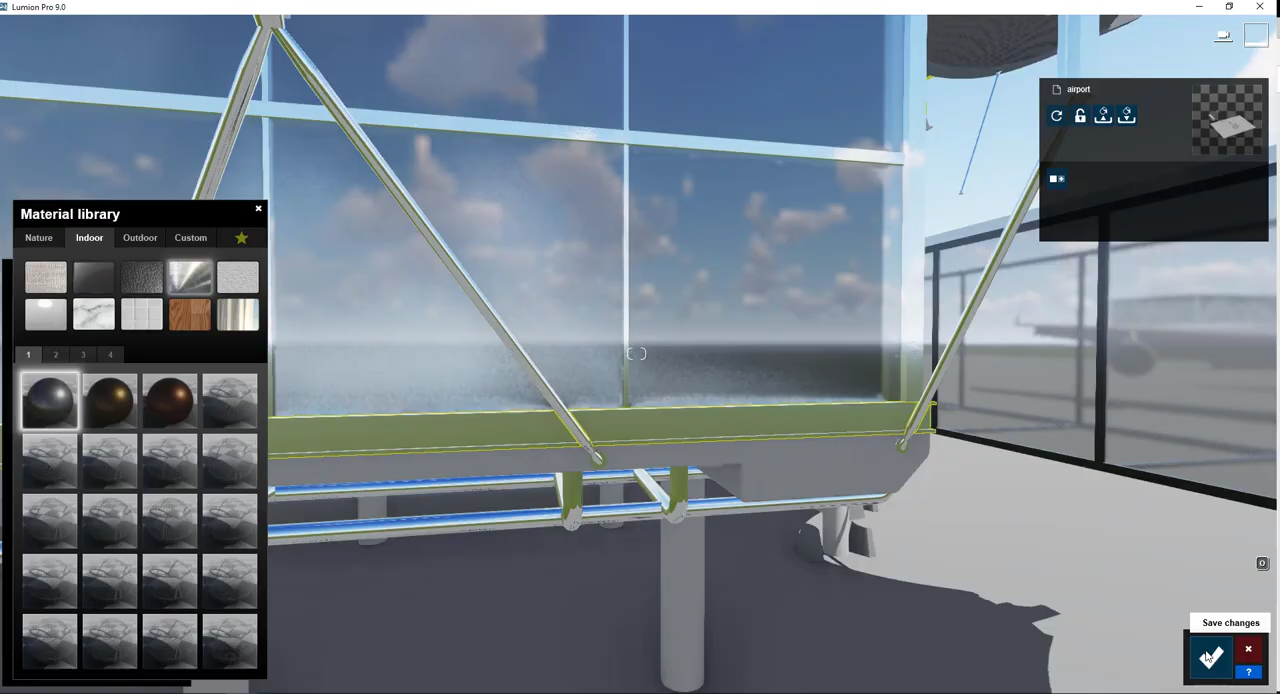 Lumion Pro 9.0
airport
Material library
Nature Indoor Outdoor Custom
1 2 3 4
O
Save changes
?